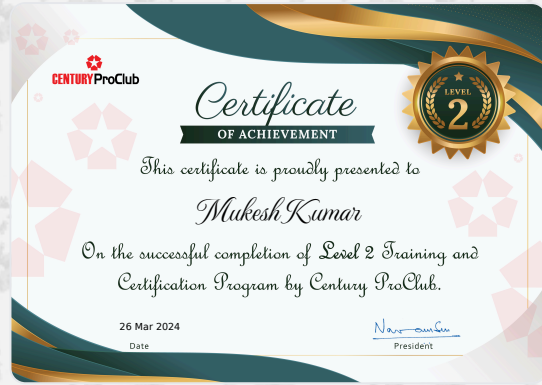 CENTURY ProClub
Certificate
OF ACHIEVEMENT
LEVEL
2
This certificate is proudly presented to
Mukesh Kumar
On the successful completion of Level 2 Training and
Certification Program by Century ProClub.
26 Mar 2024
Date
President